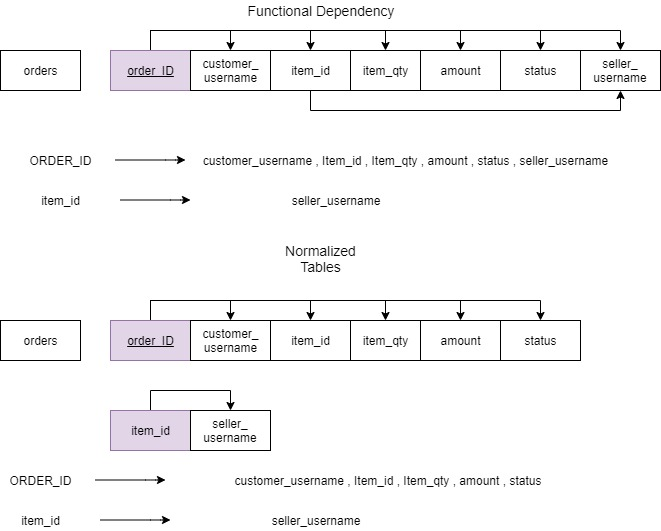 Functional Dependency
orders
order_ID
customer_
username
item_id
item_qty
amount
status
seller_
username
ORDER_ID
customer_username , Item_id , Item_qty , amount , status , seller_username
item_id
seller_username
Normalized
Tables
orders
order_ID
customer_
username
item_id
item_qty
amount
status
item_id
seller_
username
ORDER_ID
customer_username , Item_id , Item_qty , amount , status
item_id
seller_username